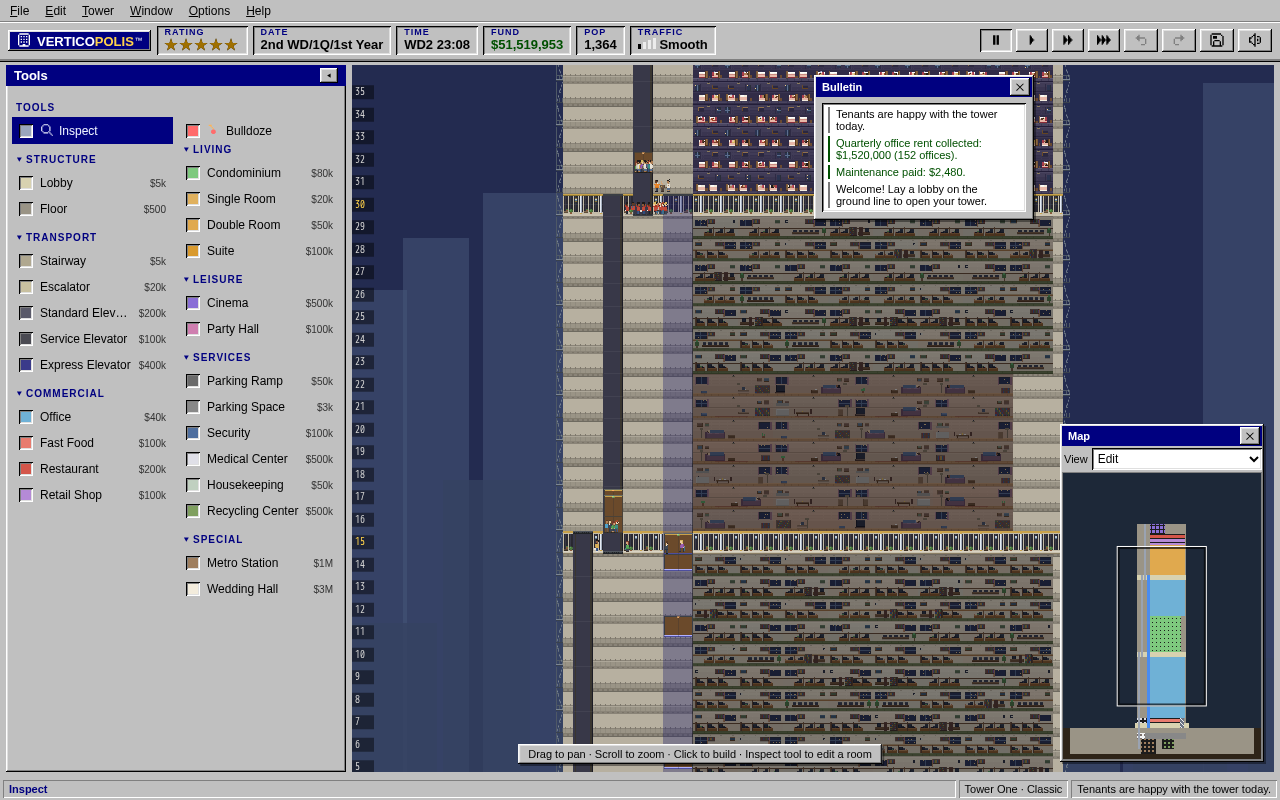 File Edit Tower Window Options Help
VERTICOPOLIS™
RATING
DATE
2nd WD/1Q/1st Year
TIME
WD2 23:08
FUND
$51,519,953
POP
1,364
TRAFFIC
Smooth
Tools
TOOLS
Inspect
Bulldoze
STRUCTURE
Lobby $5k
Floor $500
TRANSPORT
Stairway $5k
Escalator $20k
Standard Elev… $200k
Service Elevator $100k
Express Elevator $400k
COMMERCIAL
Office $40k
Fast Food $100k
Restaurant $200k
Retail Shop $100k
LIVING
Condominium $80k
Single Room $20k
Double Room $50k
Suite $100k
LEISURE
Cinema $500k
Party Hall $100k
SERVICES
Parking Ramp $50k
Parking Space $3k
Security $100k
Medical Center $500k
Housekeeping $50k
Recycling Center $500k
SPECIAL
Metro Station $1M
Wedding Hall $3M
35
34
33
32
31
30
29
28
27
26
25
24
23
22
21
20
19
18
17
16
15
14
13
12
11
10
9
8
7
6
5
Bulletin
Tenants are happy with the tower
today.
Quarterly office rent collected:
$1,520,000 (152 offices).
Maintenance paid: $2,480.
Welcome! Lay a lobby on the
ground line to open your tower.
Map
View Edit
Drag to pan · Scroll to zoom · Click to build · Inspect tool to edit a room
Inspect
Tower One · Classic
Tenants are happy with the tower today.